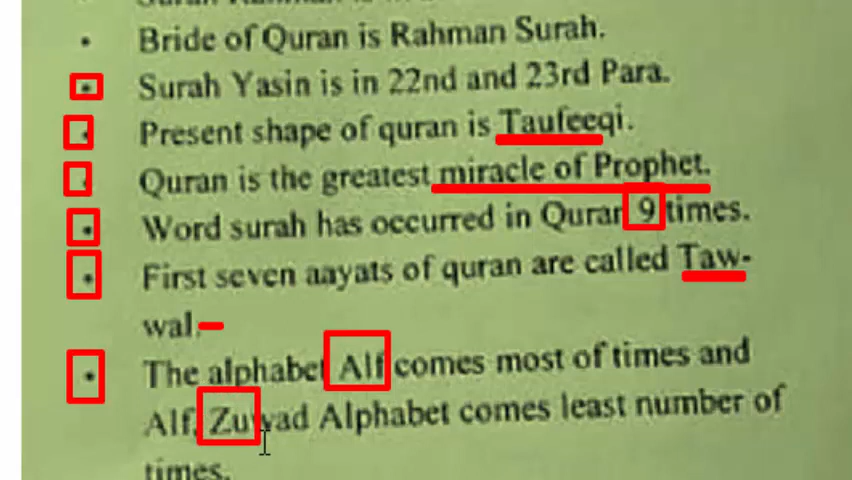 • Bride of Quran is Rahman Surah.
• Surah Yasin is in 22nd and 23rd Para.
• Present shape of quran is Taufeeqi.
• Quran is the greatest miracle of Prophet.
• Word surah has occurred in Quran 9 times.
• First seven aayats of quran are called Taw-
wal.
• The alphabet Alf comes most of times and
Alf, Zuwad Alphabet comes least number of
times.